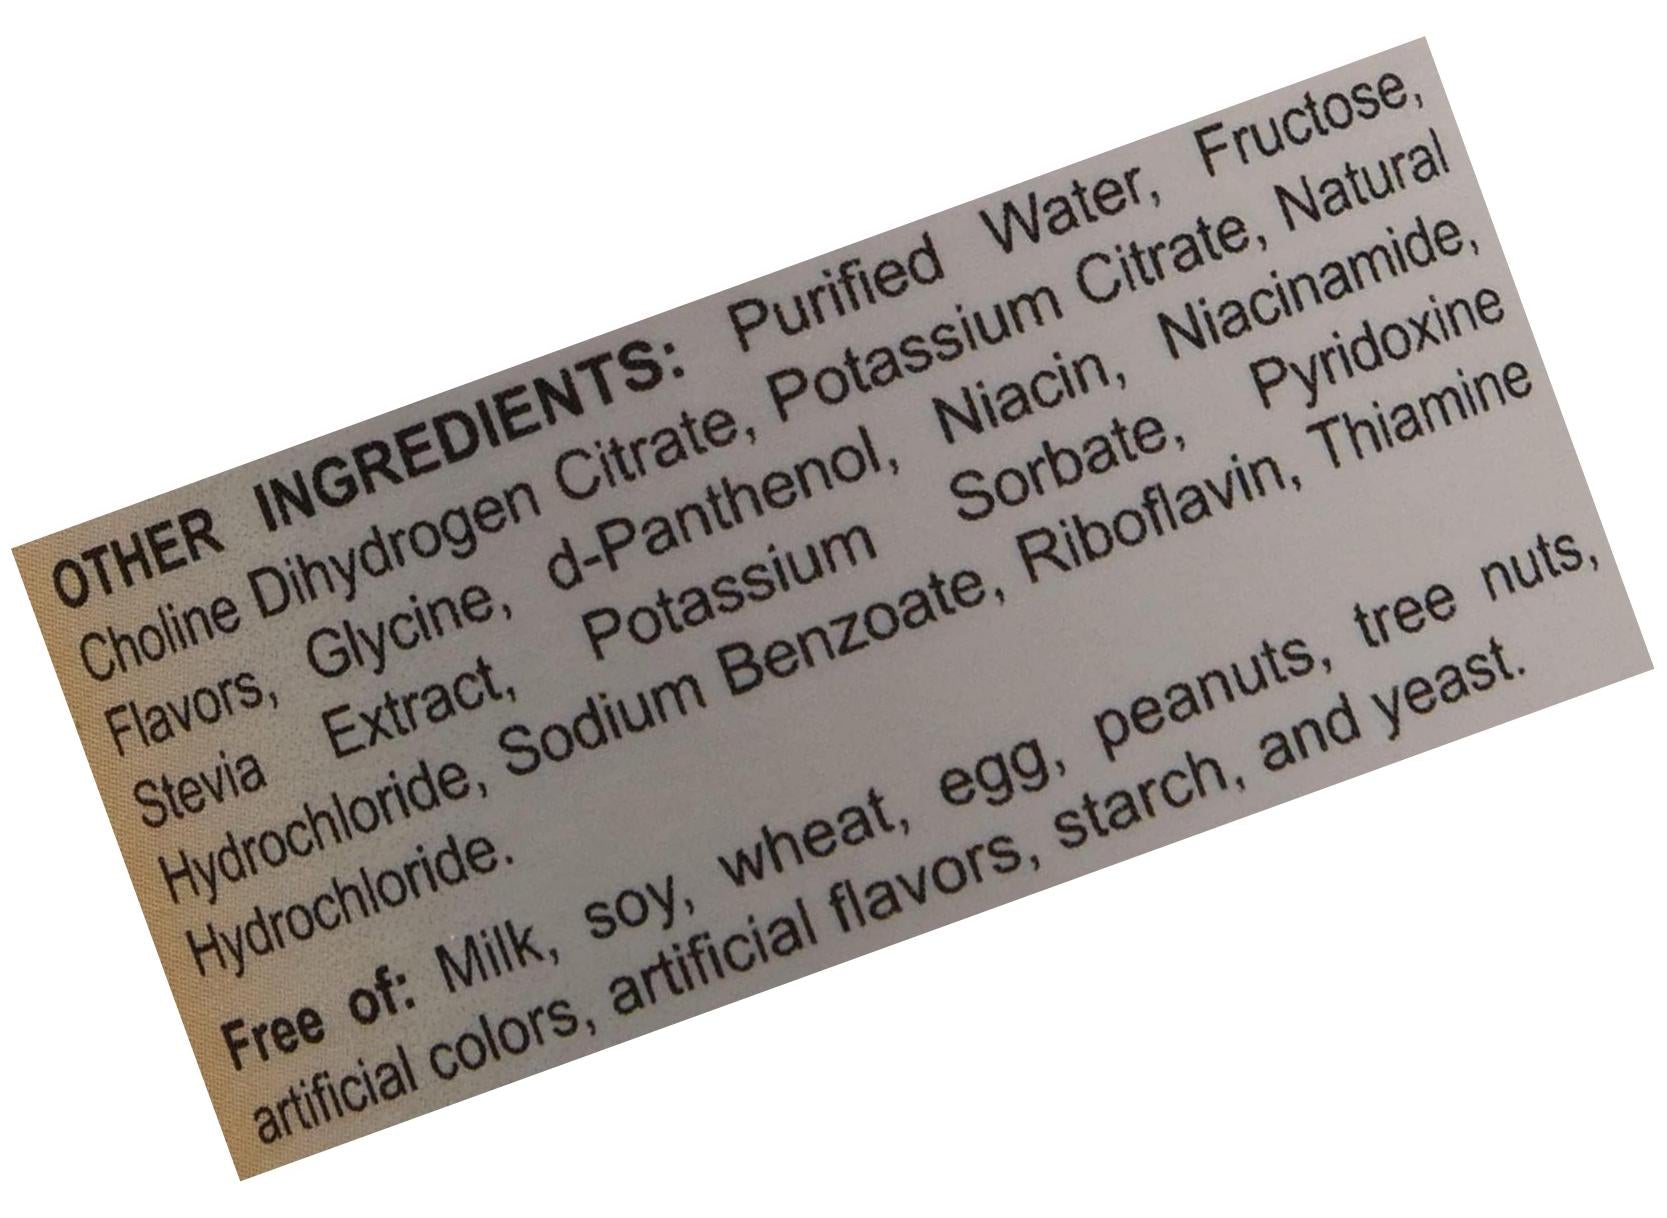 OTHER INGREDIENTS: Purified Water, Fructose,
Choline Dihydrogen Citrate, Potassium Citrate, Natural
Flavors, Glycine, d-Panthenol, Niacin, Niacinamide,
Stevia Extract, Potassium Sorbate, Pyridoxine
Hydrochloride, Sodium Benzoate, Riboflavin, Thiamine
Hydrochloride.
Free of: Milk, soy, wheat, egg, peanuts, tree nuts,
artificial colors, artificial flavors, starch, and yeast.